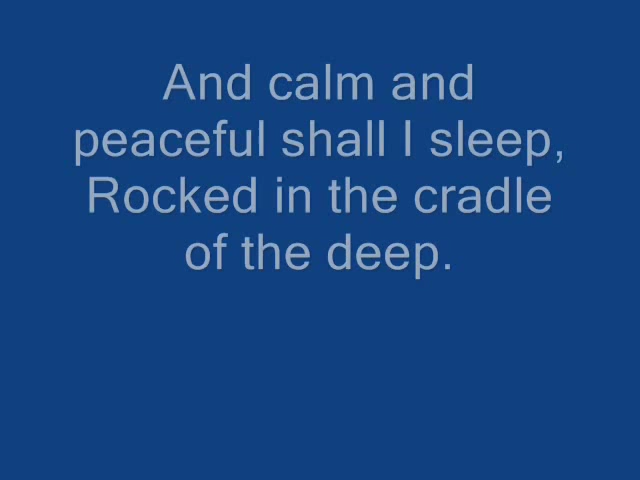 And calm and
peaceful shall I sleep,
Rocked in the cradle
of the deep.